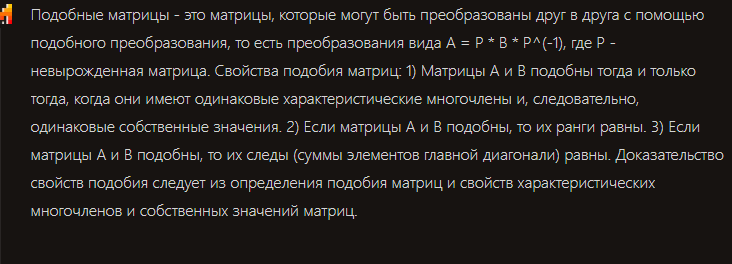 Подобные матрицы - это матрицы, которые могут быть преобразованы друг в друга с помощью
подобного преобразования, то есть преобразования вида A = P * B * P^(-1), где P -
невырожденная матрица. Свойства подобия матриц: 1) Матрицы A и B подобны тогда и только
тогда, когда они имеют одинаковые характеристические многочлены и, следовательно,
одинаковые собственные значения. 2) Если матрицы A и B подобны, то их ранги равны. 3) Если
матрицы A и B подобны, то их следы (суммы элементов главной диагонали) равны. Доказательство
свойств подобия следует из определения подобия матриц и свойств характеристических
многочленов и собственных значений матриц.